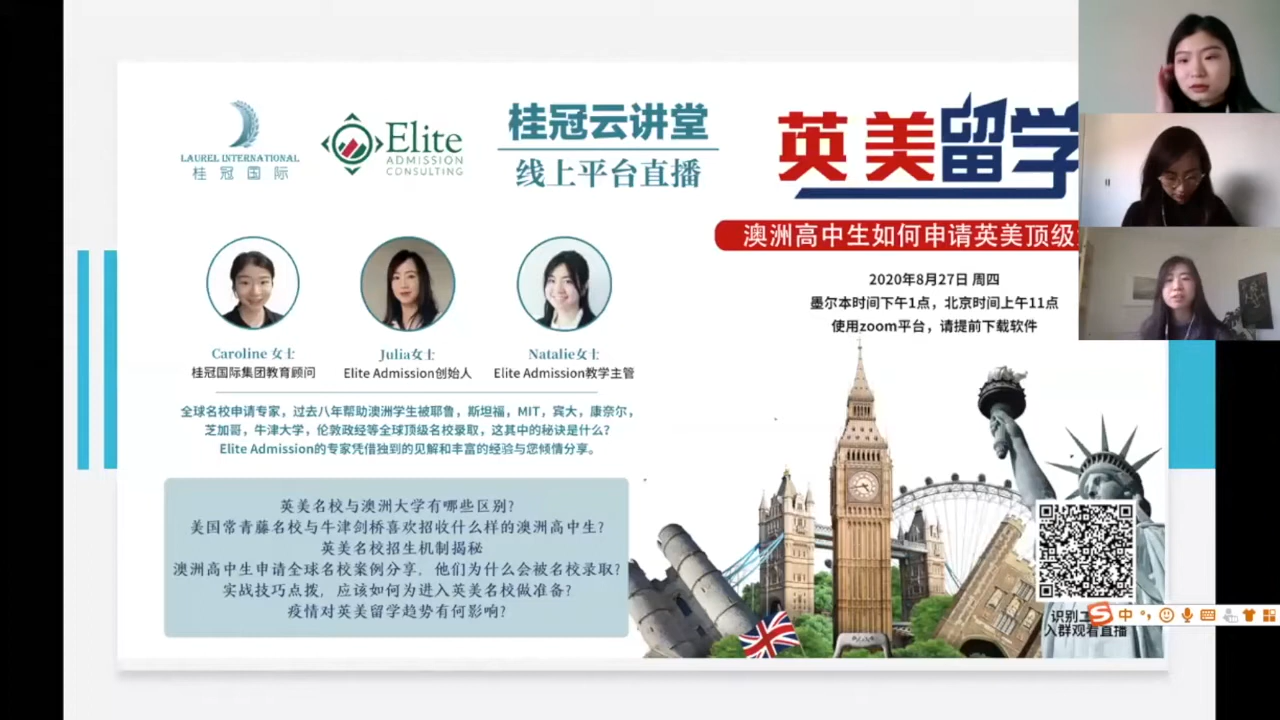 LAUREL INTERNATIONAL
桂冠国际
Elite
ADMISSION
CONSULTING
桂冠云讲堂
线上平台直播
英美留学
澳洲高中生如何申请英美顶级
2020年8月27日 周四
墨尔本时间下午1点，北京时间上午11点
使用zoom平台，请提前下载软件
Caroline 女士
桂冠国际集团教育顾问
Julia女士
Elite Admission创始人
Natalie女士
Elite Admission教学主管
全球名校申请专家，过去八年帮助澳洲学生被耶鲁，斯坦福，MIT，宾大，康奈尔，
芝加哥，牛津大学，伦敦政经等全球顶级名校录取，这其中的秘诀是什么？
Elite Admission的专家凭借独到的见解和丰富的经验与您倾情分享。
英美名校与澳洲大学有哪些区别?
美国常青藤名校与牛津剑桥喜欢招收什么样的澳洲高中生?
英美名校招生机制揭秘
澳洲高中生申请全球名校案例分享，他们为什么会被名校录取?
实战技巧点拨，应该如何为进入英美名校做准备?
疫情对英美留学趋势有何影响?
识别二
入群观看直播
S 中